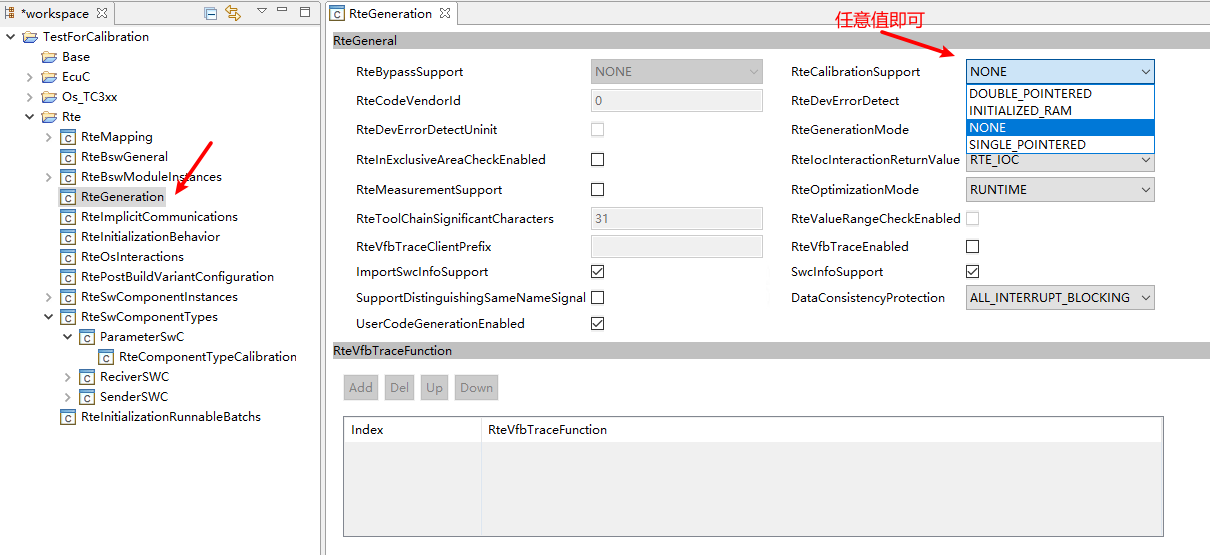 *workspace
TestForCalibration
Base
EcuC
Os_TC3xx
Rte
RteMapping
RteBswGeneral
RteBswModuleInstances
RteGeneration
RteImplicitCommunications
RteInitializationBehavior
RteOsInteractions
RtePostBuildVariantConfiguration
RteSwComponentInstances
RteSwComponentTypes
ParameterSwC
RteComponentTypeCalibration
ReciverSWC
SenderSWC
RteInitializationRunnableBatchs
RteGeneration
任意值即可
RteGeneral
RteBypassSupport NONE RteCalibrationSupport NONE
DOUBLE_POINTERED
INITIALIZED_RAM
NONE
SINGLE_POINTERED
RteCodeVendorId 0 RteDevErrorDetect
RteDevErrorDetectUninit RteGenerationMode
RteInExclusiveAreaCheckEnabled RteIocInteractionReturnValue RTE_IOC
RteMeasurementSupport RteOptimizationMode RUNTIME
RteToolChainSignificantCharacters 31 RteValueRangeCheckEnabled
RteVfbTraceClientPrefix RteVfbTraceEnabled
ImportSwcInfoSupport SwcInfoSupport
SupportDistinguishingSameNameSignal DataConsistencyProtection ALL_INTERRUPT_BLOCKING
UserCodeGenerationEnabled
RteVfbTraceFunction
Add Del Up Down
Index RteVfbTraceFunction